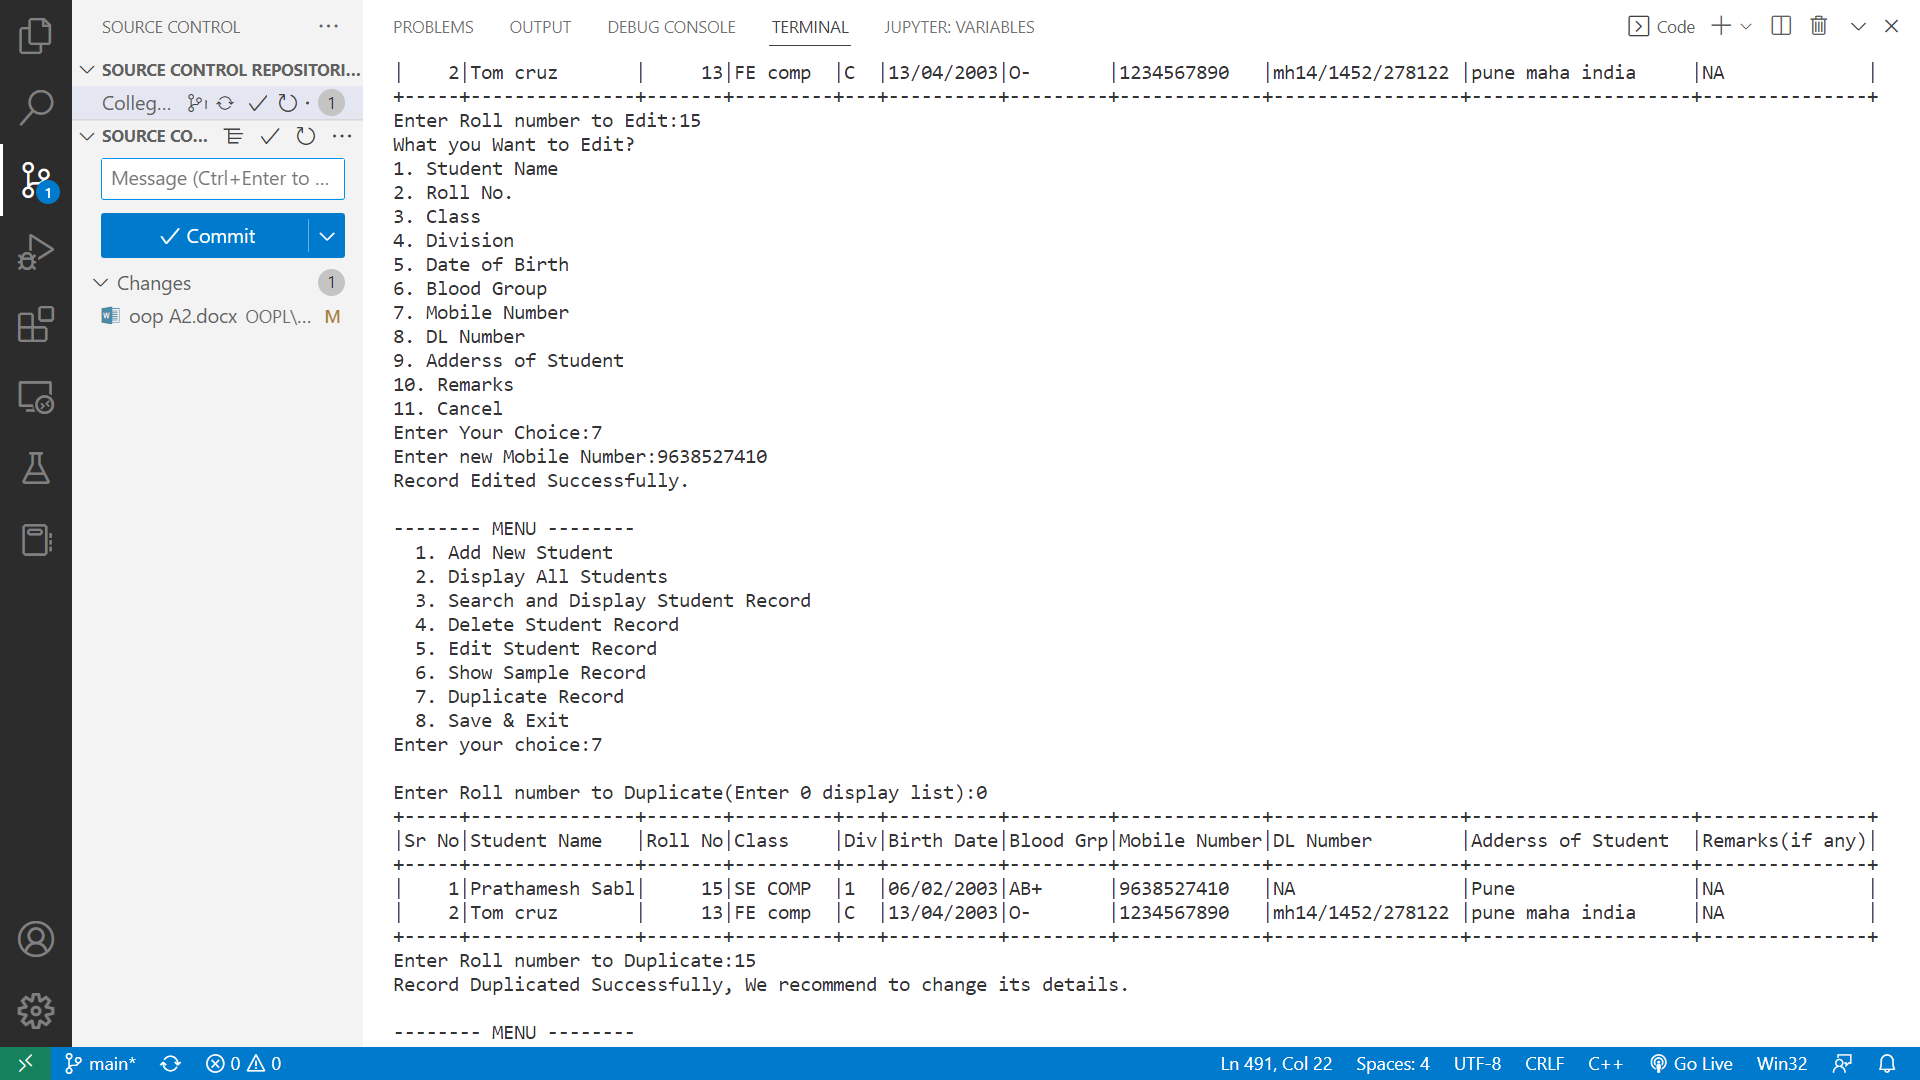 SOURCE CONTROL ···
SOURCE CONTROL REPOSITORI...
Colleg... 1
SOURCE CO... ···
Message (Ctrl+Enter to ...
Commit
Changes 1
oop A2.docx OOPL\... M
1
PROBLEMS OUTPUT DEBUG CONSOLE TERMINAL JUPYTER: VARIABLES Code
|    2|Tom cruz       |     13|FE comp  |C  |13/04/2003|O-       |1234567890   |mh14/1452/278122 |pune maha india     |NA             |
+-----+---------------+-------+---------+---+----------+---------+-------------+-----------------+--------------------+---------------+
Enter Roll number to Edit:15
What you Want to Edit?
1. Student Name
2. Roll No.
3. Class
4. Division
5. Date of Birth
6. Blood Group
7. Mobile Number
8. DL Number
9. Adderss of Student
10. Remarks
11. Cancel
Enter Your Choice:7
Enter new Mobile Number:9638527410
Record Edited Successfully.
-------- MENU --------
1. Add New Student
2. Display All Students
3. Search and Display Student Record
4. Delete Student Record
5. Edit Student Record
6. Show Sample Record
7. Duplicate Record
8. Save & Exit
Enter your choice:7
Enter Roll number to Duplicate(Enter 0 display list):0
+-----+---------------+-------+---------+---+----------+---------+-------------+-----------------+--------------------+---------------+
|Sr No|Student Name   |Roll No|Class    |Div|Birth Date|Blood Grp|Mobile Number|DL Number        |Adderss of Student  |Remarks(if any)|
+-----+---------------+-------+---------+---+----------+---------+-------------+-----------------+--------------------+---------------+
|    1|Prathamesh Sabl|     15|SE COMP  |1  |06/02/2003|AB+      |9638527410   |NA               |Pune                |NA             |
|    2|Tom cruz       |     13|FE comp  |C  |13/04/2003|O-       |1234567890   |mh14/1452/278122 |pune maha india     |NA             |
+-----+---------------+-------+---------+---+----------+---------+-------------+-----------------+--------------------+---------------+
Enter Roll number to Duplicate:15
Record Duplicated Successfully, We recommend to change its details.
-------- MENU --------
main* 0 0 Ln 491, Col 22 Spaces: 4 UTF-8 CRLF C++ Go Live Win32